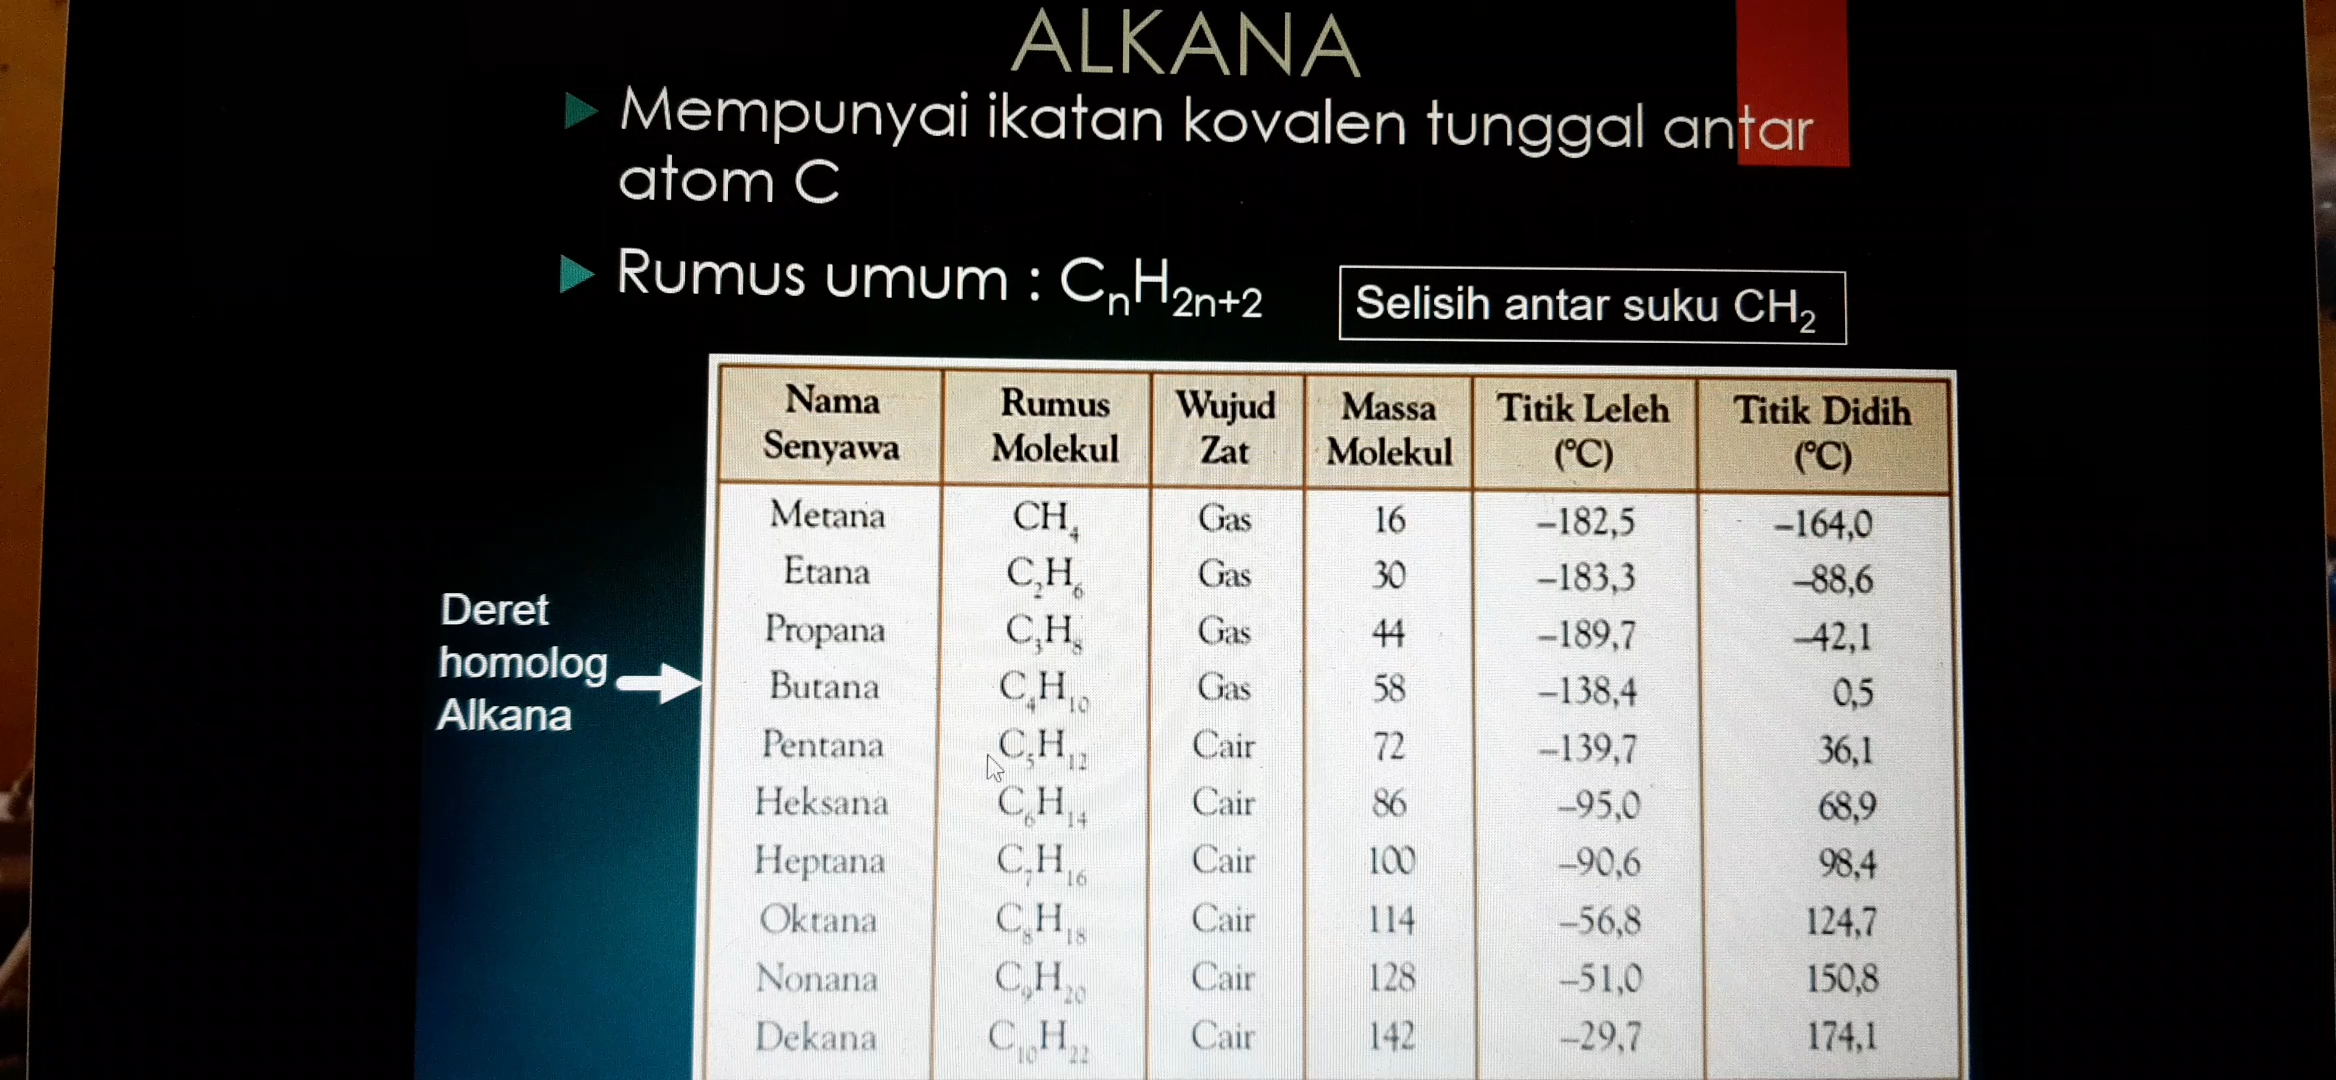 ALKANA
▶ Mempunyai ikatan kovalen tunggal antar
atom C
▶ Rumus umum : CₙH₂ₙ₊₂
Selisih antar suku CH₂
Deret
homolog
Alkana
Nama Senyawa | Rumus Molekul | Wujud Zat | Massa Molekul | Titik Leleh (°C) | Titik Didih (°C)
Metana | CH₄ | Gas | 16 | –182,5 | –164,0
Etana | C₂H₆ | Gas | 30 | –183,3 | –88,6
Propana | C₃H₈ | Gas | 44 | –189,7 | –42,1
Butana | C₄H₁₀ | Gas | 58 | –138,4 | 0,5
Pentana | C₅H₁₂ | Cair | 72 | –139,7 | 36,1
Heksana | C₆H₁₄ | Cair | 86 | –95,0 | 68,9
Heptana | C₇H₁₆ | Cair | 100 | –90,6 | 98,4
Oktana | C₈H₁₈ | Cair | 114 | –56,8 | 124,7
Nonana | C₉H₂₀ | Cair | 128 | –51,0 | 150,8
Dekana | C₁₀H₂₂ | Cair | 142 | –29,7 | 174,1